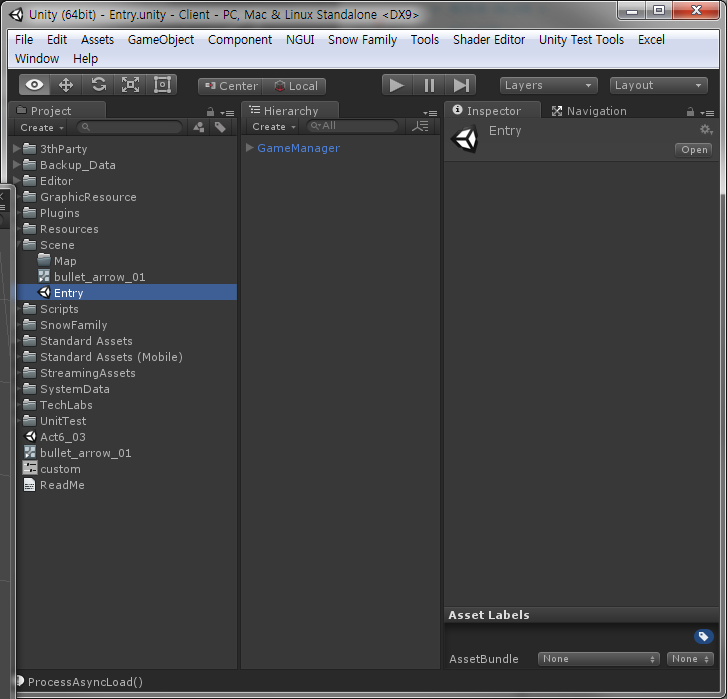 Unity (64bit) - Entry.unity - Client - PC, Mac & Linux Standalone <DX9>
File Edit Assets GameObject Component NGUI Snow Family Tools Shader Editor Unity Test Tools Excel
Window Help
Center Local Layers Layout
Project
Create
3thParty
Backup_Data
Editor
GraphicResource
Plugins
Resources
Scene
Map
bullet_arrow_01
Entry
Scripts
SnowFamily
Standard Assets
Standard Assets (Mobile)
StreamingAssets
SystemData
TechLabs
UnitTest
Act6_03
bullet_arrow_01
custom
ReadMe
Hierarchy
Create All
GameManager
Inspector Navigation
Entry
Open
Asset Labels
AssetBundle None None
ProcessAsyncLoad()